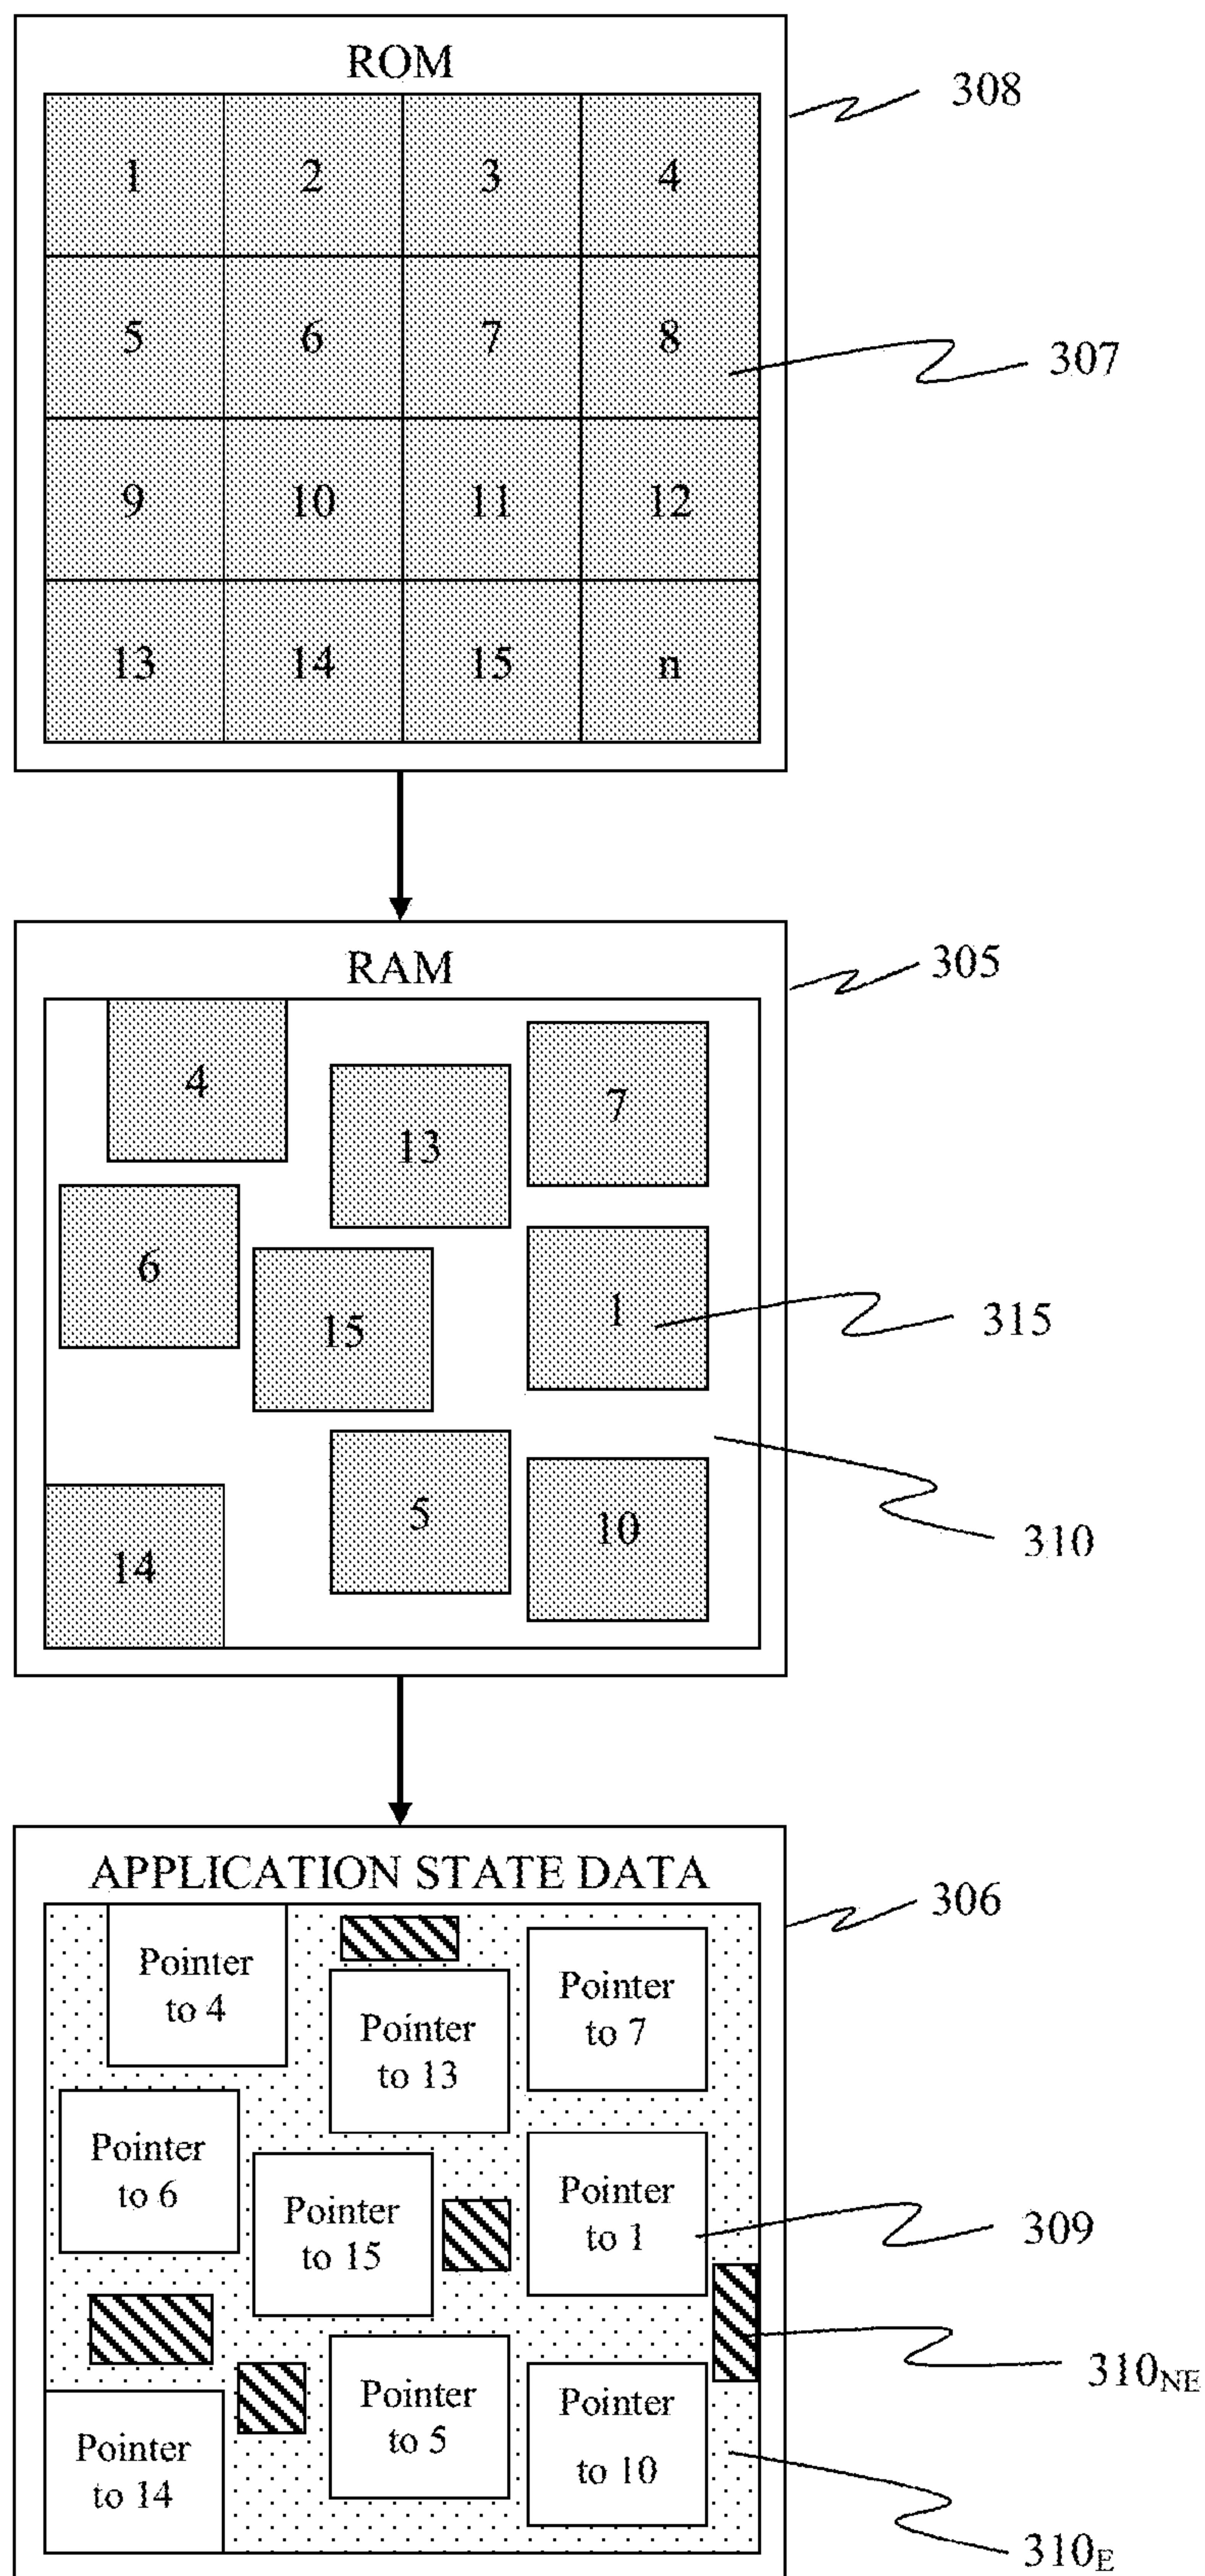 ROM
308
1 2 3 4
5 6 7 8
307
9 10 11 12
13 14 15 n
RAM
305
4
13
7
6
15
1
315
5
10
310
14
APPLICATION STATE DATA
306
Pointer
to 4
Pointer
to 13
Pointer
to 7
Pointer
to 6
Pointer
to 15
Pointer
to 1
309
310NE
Pointer
to 5
Pointer
to 10
Pointer
to 14
310E